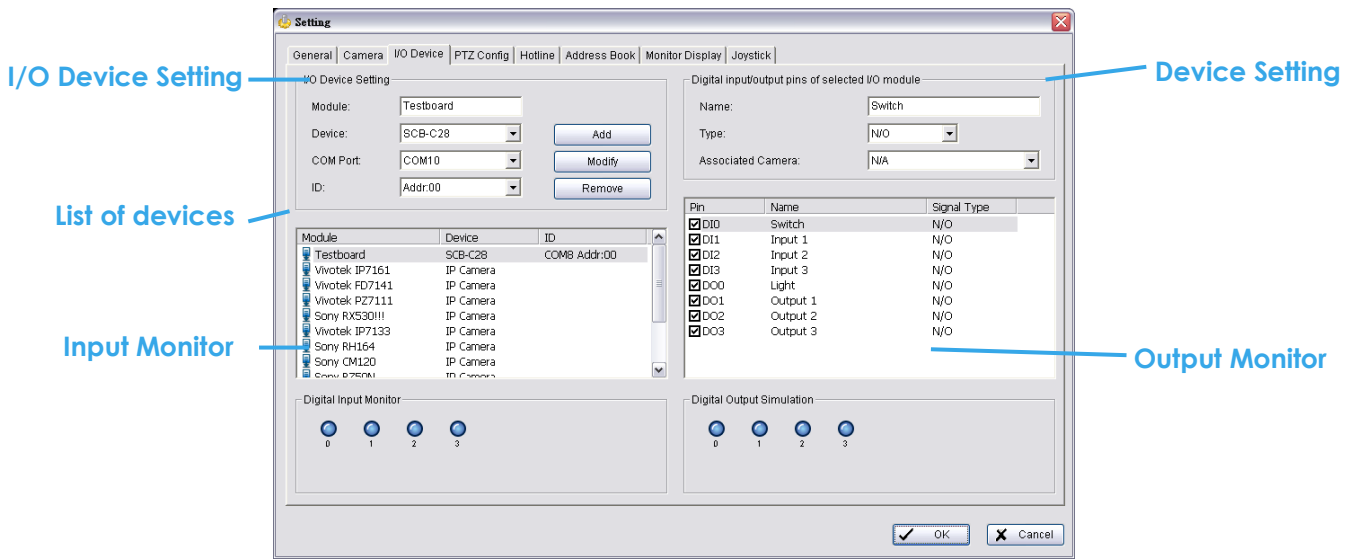 Setting
General Camera I/O Device PTZ Config Hotline Address Book Monitor Display Joystick
I/O Device Setting
List of devices
Input Monitor
Device Setting
Output Monitor
I/O Device Setting
Module: Testboard
Device: SCB-C28 Add
COM Port: COM10 Modify
ID: Addr:00 Remove
Digital input/output pins of selected I/O module
Name: Switch
Type: N/O
Associated Camera: N/A
Module Device ID
Testboard SCB-C28 COM8 Addr:00
Vivotek IP7161 IP Camera
Vivotek FD7141 IP Camera
Vivotek PZ7111 IP Camera
Sony RX530!!! IP Camera
Vivotek IP7133 IP Camera
Sony RH164 IP Camera
Sony CM120 IP Camera
Sony RZ50N IP Camera
Pin Name Signal Type
DI0 Switch N/O
DI1 Input 1 N/O
DI2 Input 2 N/O
DI3 Input 3 N/O
DO0 Light N/O
DO1 Output 1 N/O
DO2 Output 2 N/O
DO3 Output 3 N/O
Digital Input Monitor
0 1 2 3
Digital Output Simulation
0 1 2 3
OK Cancel